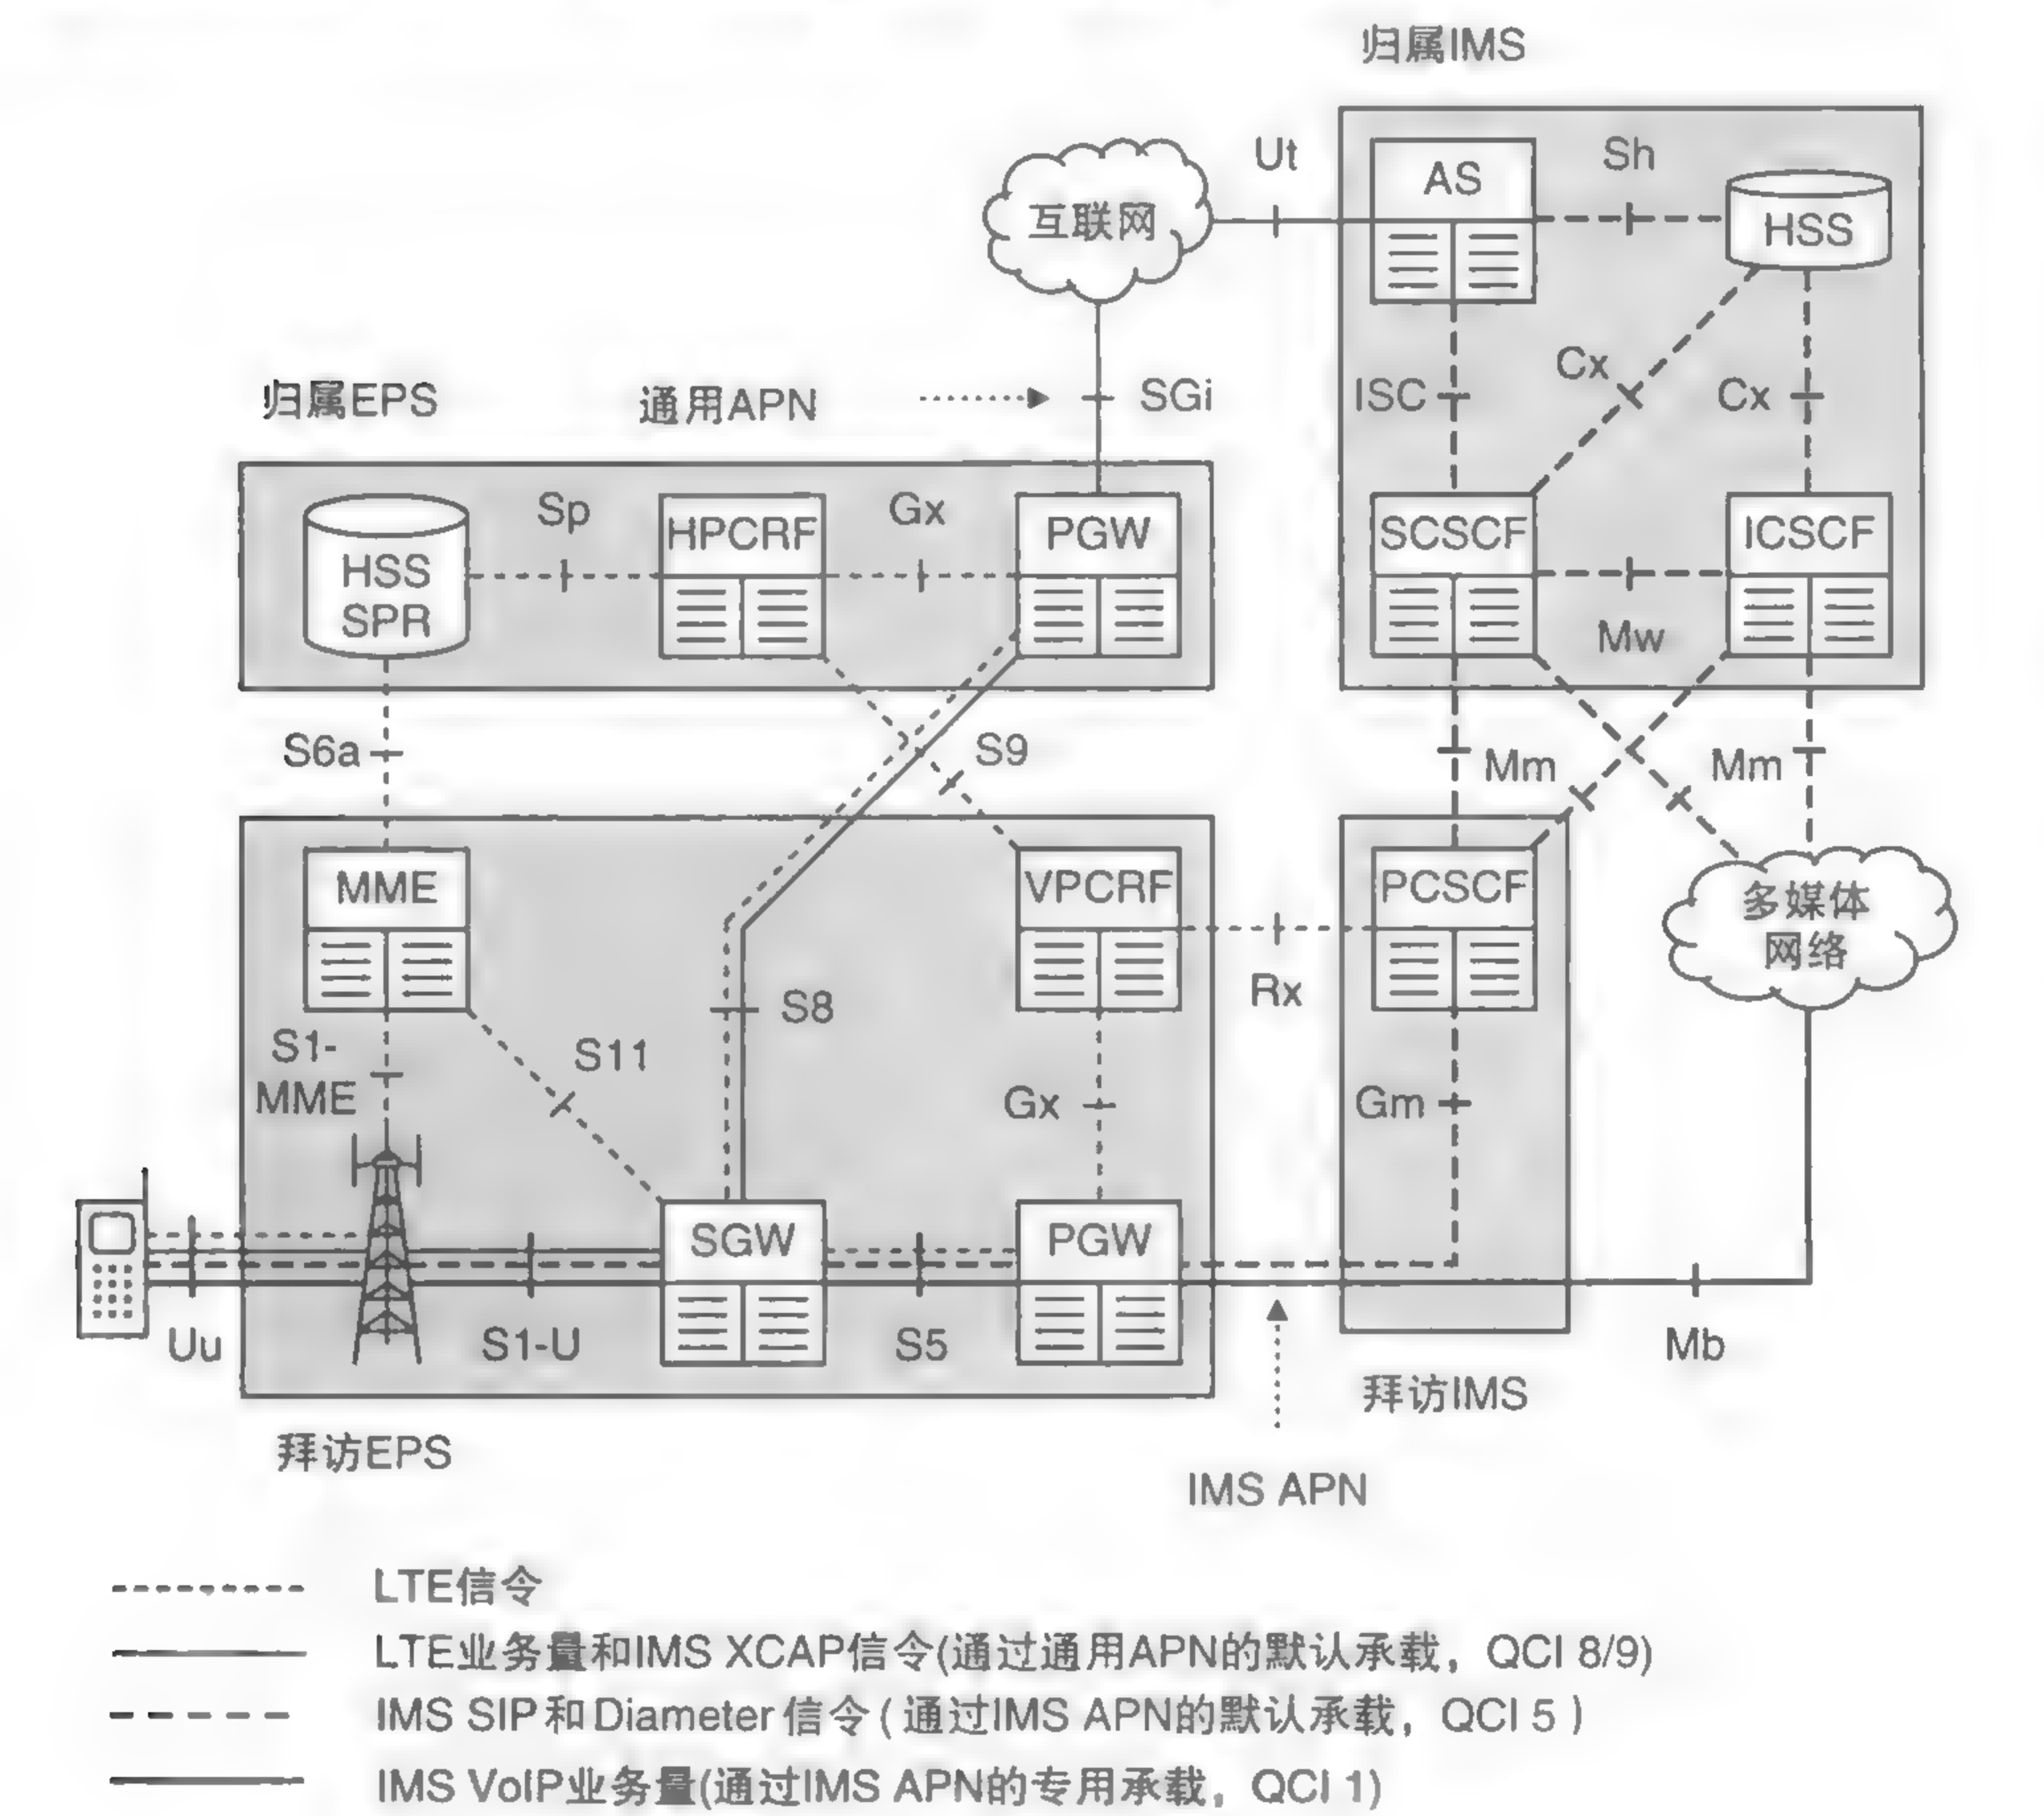 归属IMS
Ut
AS
Sh
HSS
互联网
Cx
Cx
ISC
归属EPS
通用APN
SGi
Sp
HPCRF
Gx
PGW
HSS
SPR
SCSCF
ICSCF
Mw
S6a
S9
Mm
Mm
MME
VPCRF
PCSCF
多媒体
网络
Rx
S8
S1-
MME
S11
Gx
Gm
SGW
PGW
Uu
S1-U
S5
Mb
拜访IMS
拜访EPS
IMS APN
LTE信令
LTE业务量和IMS XCAP信令(通过通用APN的默认承载，QCI 8/9)
IMS SIP和Diameter信令(通过IMS APN的默认承载，QCI 5)
IMS VoIP业务量(通过IMS APN的专用承载，QCI 1)